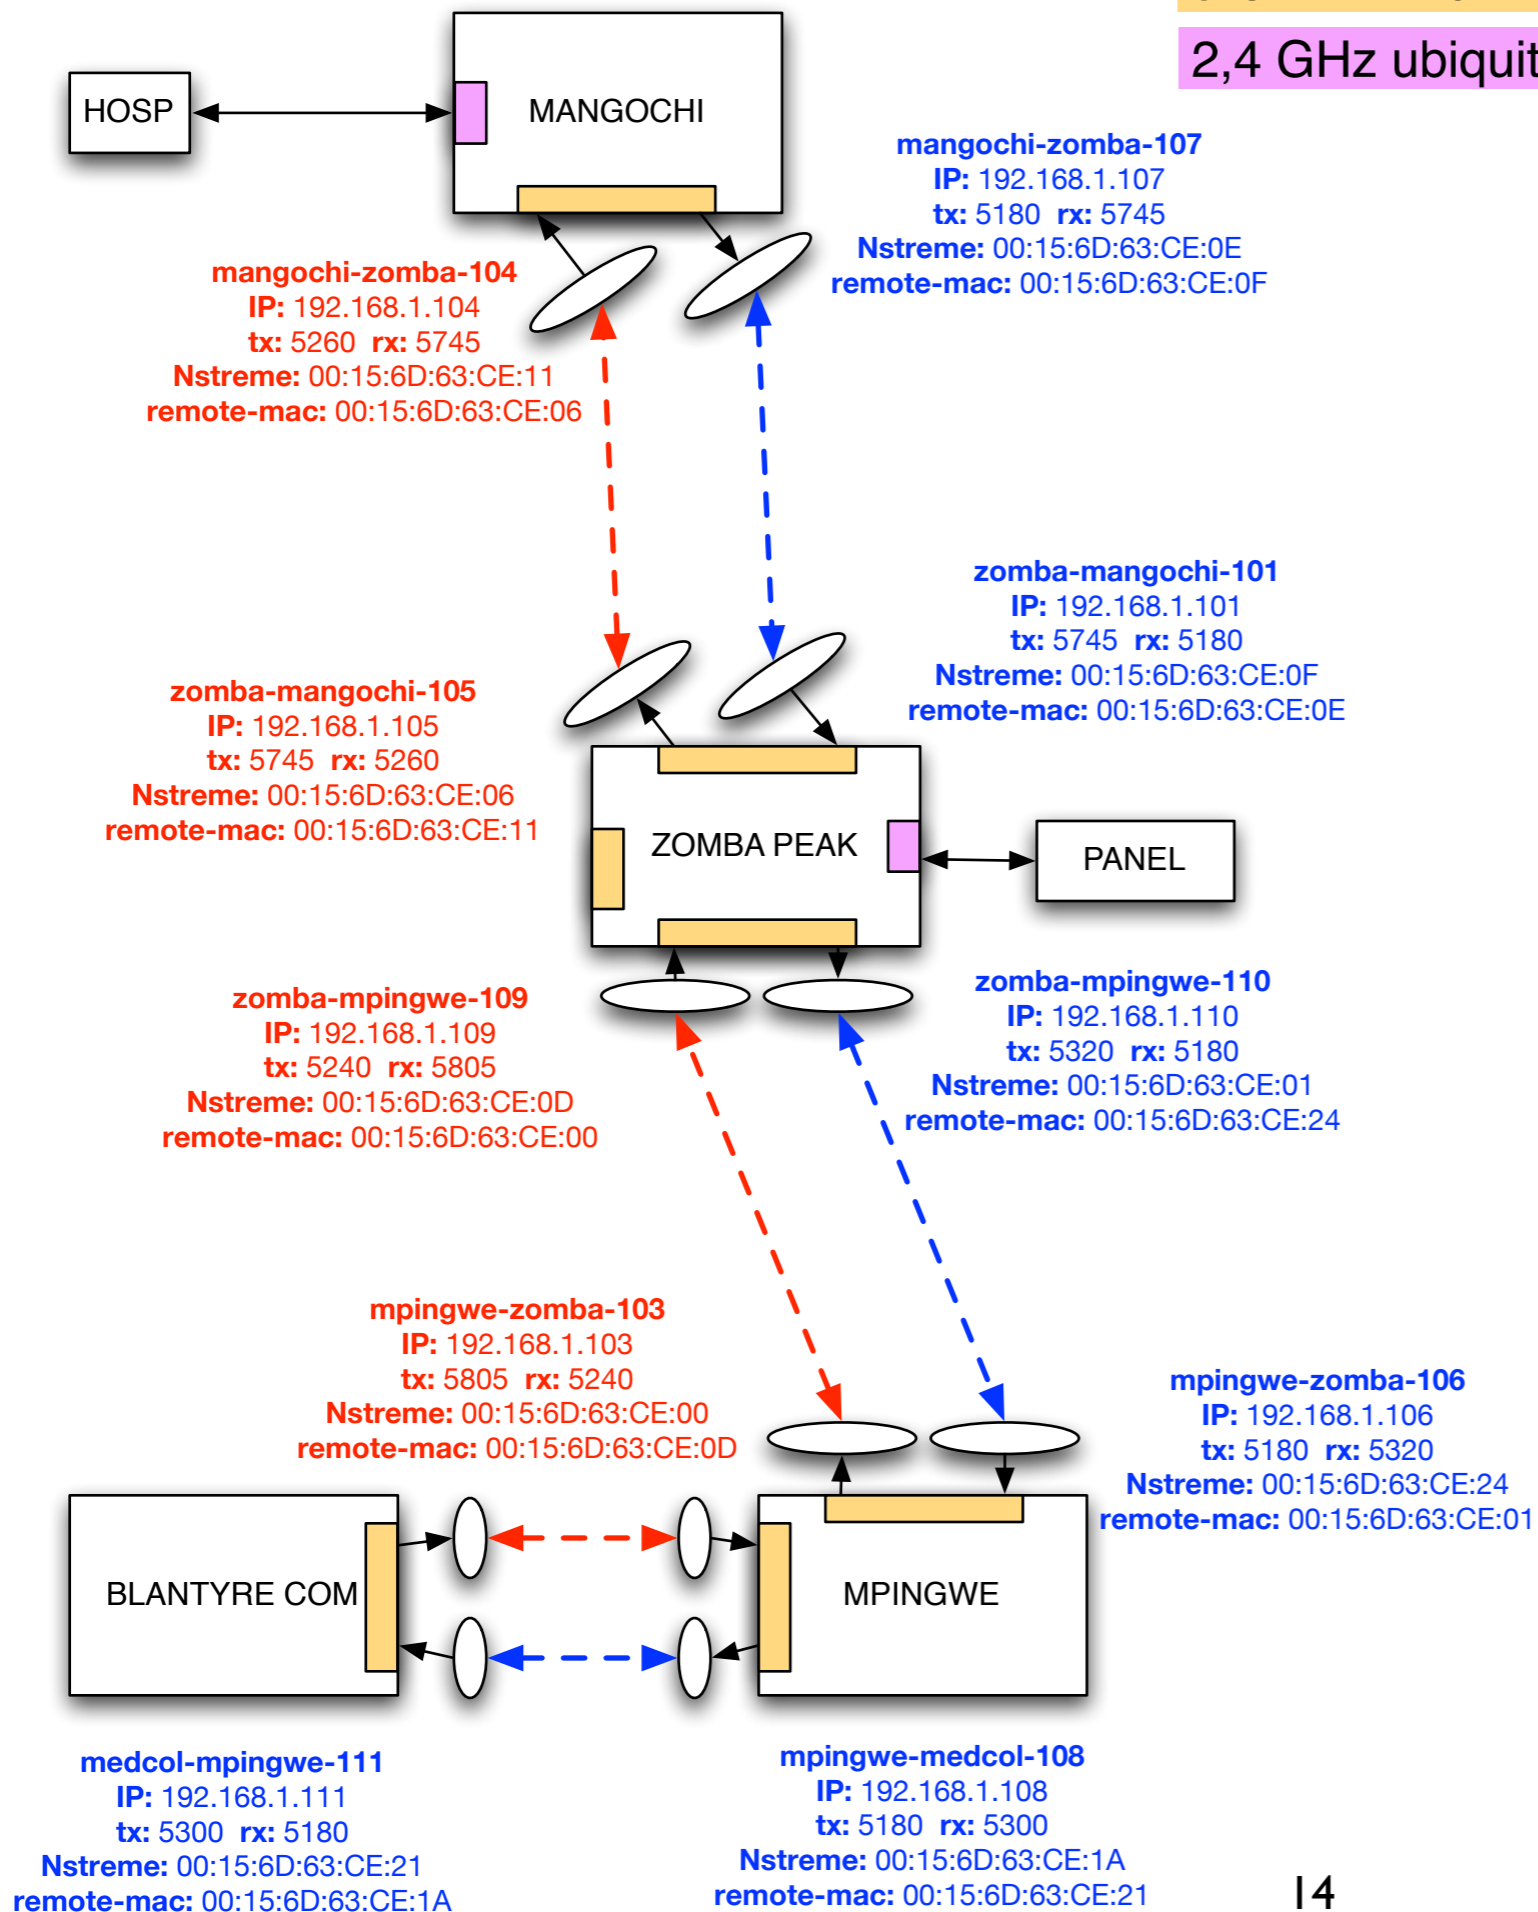 2,4 GHz ubiquit
HOSP
MANGOCHI
mangochi-zomba-107
IP: 192.168.1.107
tx: 5180 rx: 5745
Nstreme: 00:15:6D:63:CE:0E
remote-mac: 00:15:6D:63:CE:0F
mangochi-zomba-104
IP: 192.168.1.104
tx: 5260 rx: 5745
Nstreme: 00:15:6D:63:CE:11
remote-mac: 00:15:6D:63:CE:06
zomba-mangochi-101
IP: 192.168.1.101
tx: 5745 rx: 5180
Nstreme: 00:15:6D:63:CE:0F
remote-mac: 00:15:6D:63:CE:0E
zomba-mangochi-105
IP: 192.168.1.105
tx: 5745 rx: 5260
Nstreme: 00:15:6D:63:CE:06
remote-mac: 00:15:6D:63:CE:11
ZOMBA PEAK
PANEL
zomba-mpingwe-109
IP: 192.168.1.109
tx: 5240 rx: 5805
Nstreme: 00:15:6D:63:CE:0D
remote-mac: 00:15:6D:63:CE:00
zomba-mpingwe-110
IP: 192.168.1.110
tx: 5320 rx: 5180
Nstreme: 00:15:6D:63:CE:01
remote-mac: 00:15:6D:63:CE:24
mpingwe-zomba-103
IP: 192.168.1.103
tx: 5805 rx: 5240
Nstreme: 00:15:6D:63:CE:00
remote-mac: 00:15:6D:63:CE:0D
mpingwe-zomba-106
IP: 192.168.1.106
tx: 5180 rx: 5320
Nstreme: 00:15:6D:63:CE:24
remote-mac: 00:15:6D:63:CE:01
BLANTYRE COM
MPINGWE
medcol-mpingwe-111
IP: 192.168.1.111
tx: 5300 rx: 5180
Nstreme: 00:15:6D:63:CE:21
remote-mac: 00:15:6D:63:CE:1A
mpingwe-medcol-108
IP: 192.168.1.108
tx: 5180 rx: 5300
Nstreme: 00:15:6D:63:CE:1A
remote-mac: 00:15:6D:63:CE:21
14